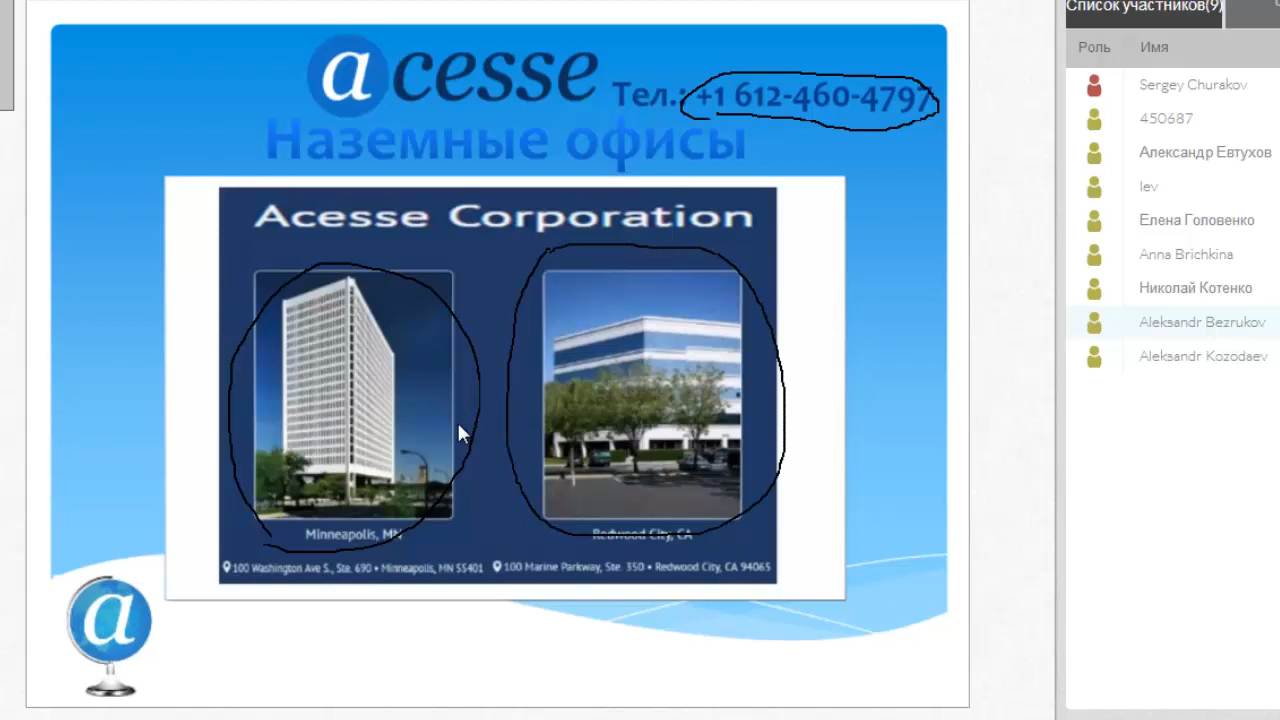 acesse
Тел.: +1 612-460-4797
Наземные офисы
Acesse Corporation
Minneapolis, MN
Redwood City, CA
100 Washington Ave S., Ste. 690 • Minneapolis, MN 55401
100 Marine Parkway, Ste. 350 • Redwood City, CA 94065
a
Список участников(9)
Роль Имя
Sergey Churakov
450687
Александр Евтухов
lev
Елена Головенко
Anna Brichkina
Николай Котенко
Aleksandr Bezrukov
Aleksandr Kozodaev